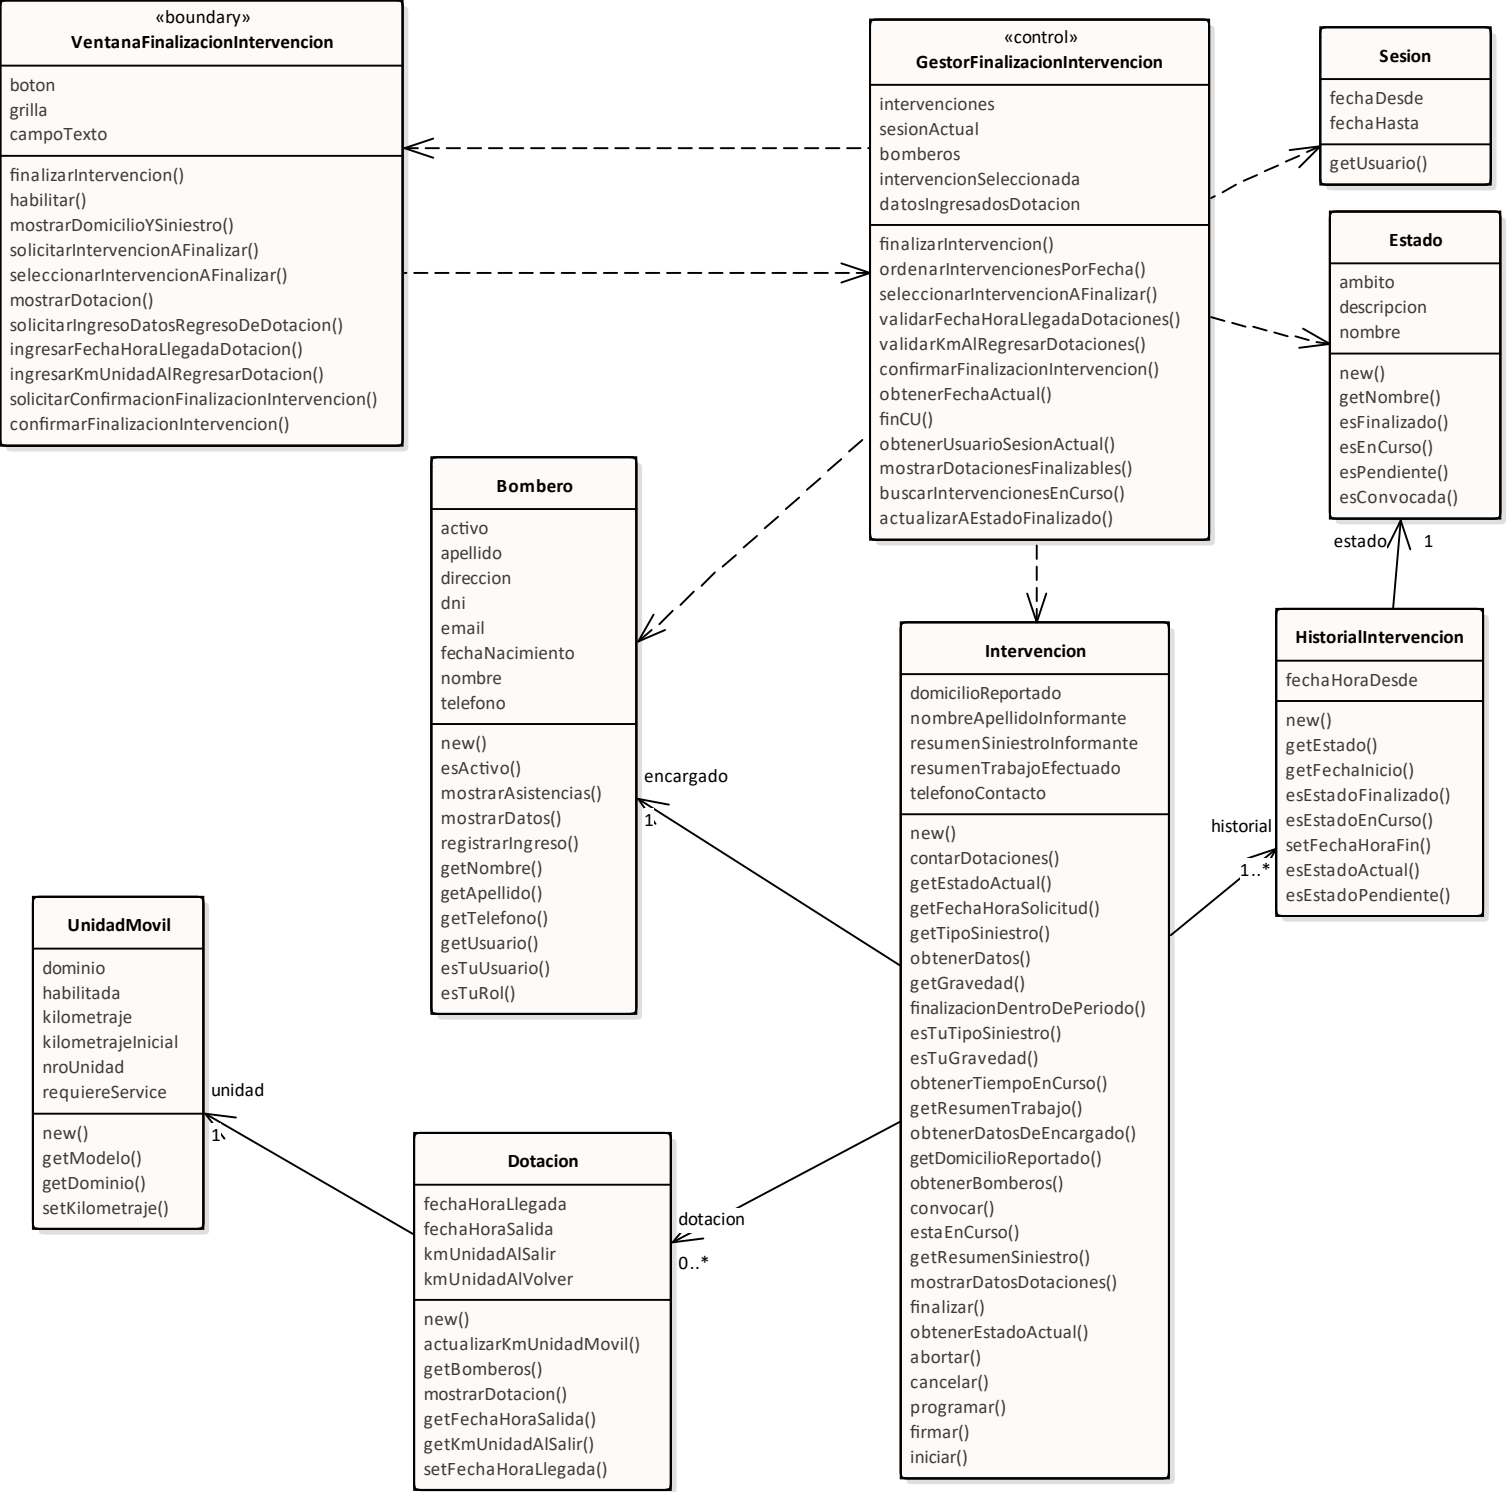 «boundary»
VentanaFinalizacionIntervencion
boton
grilla
campoTexto
finalizarIntervencion()
habilitar()
mostrarDomicilioYSiniestro()
solicitarIntervencionAFinalizar()
seleccionarIntervencionAFinalizar()
mostrarDotacion()
solicitarIngresoDatosRegresoDeDotacion()
ingresarFechaHoraLlegadaDotacion()
ingresarKmUnidadAlRegresarDotacion()
solicitarConfirmacionFinalizacionIntervencion()
confirmarFinalizacionIntervencion()
«control»
GestorFinalizacionIntervencion
intervenciones
sesionActual
bomberos
intervencionSeleccionada
datosIngresadosDotacion
finalizarIntervencion()
ordenarIntervencionesPorFecha()
seleccionarIntervencionAFinalizar()
validarFechaHoraLlegadaDotaciones()
validarKmAlRegresarDotaciones()
confirmarFinalizacionIntervencion()
obtenerFechaActual()
finCU()
obtenerUsuarioSesionActual()
mostrarDotacionesFinalizables()
buscarIntervencionesEnCurso()
actualizarAEstadoFinalizado()
Sesion
fechaDesde
fechaHasta
getUsuario()
Estado
ambito
descripcion
nombre
new()
getNombre()
esFinalizado()
esEnCurso()
esPendiente()
esConvocada()
estado
1
HistorialIntervencion
fechaHoraDesde
new()
getEstado()
getFechaInicio()
esEstadoFinalizado()
esEstadoEnCurso()
setFechaHoraFin()
esEstadoActual()
esEstadoPendiente()
historial
1..*
Bombero
activo
apellido
direccion
dni
email
fechaNacimiento
nombre
telefono
new()
esActivo()
mostrarAsistencias()
mostrarDatos()
registrarIngreso()
getNombre()
getApellido()
getTelefono()
getUsuario()
esTuUsuario()
esTuRol()
encargado
1
Intervencion
domicilioReportado
nombreApellidoInformante
resumenSiniestroInformante
resumenTrabajoEfectuado
telefonoContacto
new()
contarDotaciones()
getEstadoActual()
getFechaHoraSolicitud()
getTipoSiniestro()
obtenerDatos()
getGravedad()
finalizacionDentroDePeriodo()
esTuTipoSiniestro()
esTuGravedad()
obtenerTiempoEnCurso()
getResumenTrabajo()
obtenerDatosDeEncargado()
getDomicilioReportado()
obtenerBomberos()
convocar()
estaEnCurso()
getResumenSiniestro()
mostrarDatosDotaciones()
finalizar()
obtenerEstadoActual()
abortar()
cancelar()
programar()
firmar()
iniciar()
UnidadMovil
dominio
habilitada
kilometraje
kilometrajeInicial
nroUnidad
requiereService
new()
getModelo()
getDominio()
setKilometraje()
unidad
1
Dotacion
fechaHoraLlegada
fechaHoraSalida
kmUnidadAlSalir
kmUnidadAlVolver
new()
actualizarKmUnidadMovil()
getBomberos()
mostrarDotacion()
getFechaHoraSalida()
getKmUnidadAlSalir()
setFechaHoraLlegada()
dotacion
0..*